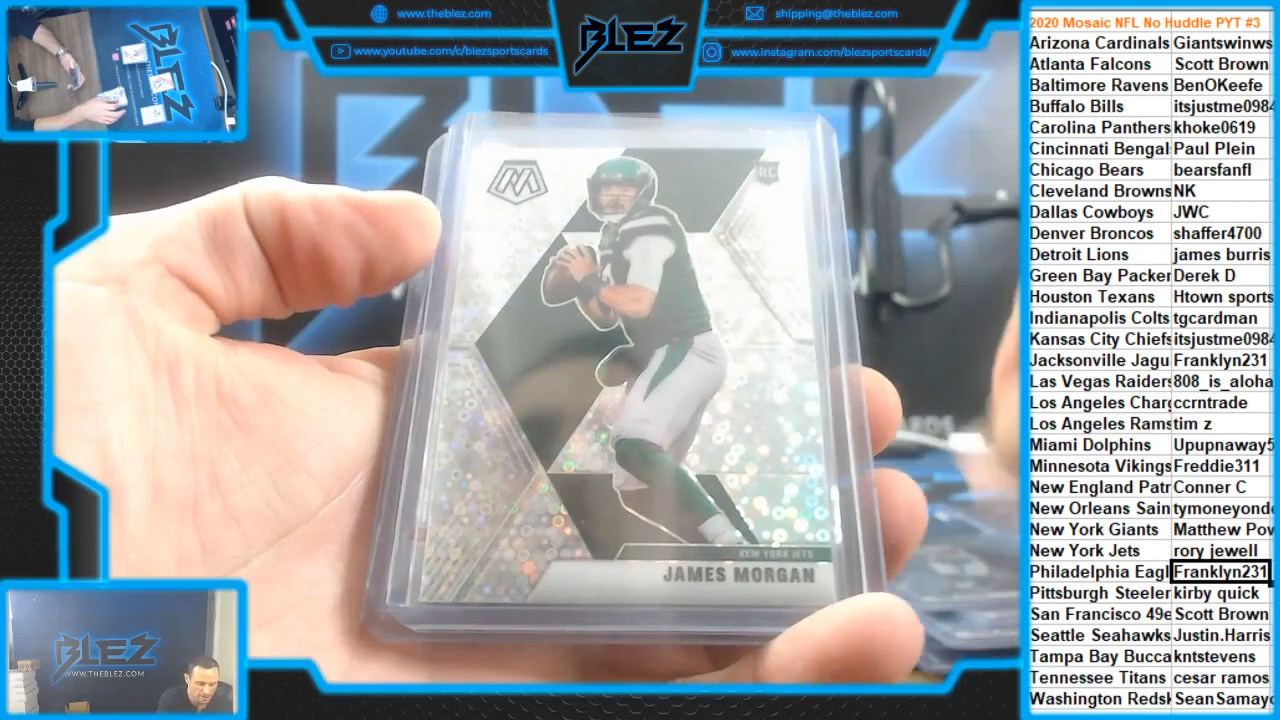 www.theblez.com
www.youtube.com/c/blezsportscards
BLEZ
shipping@theblez.com
www.instagram.com/blezsportscards/
RC
NEW YORK JETS
JAMES MORGAN
BLEZ
WWW.THEBLEZ.COM
2020 Mosaic NFL No Huddle PYT #3
Arizona Cardinals Giantswinws
Atlanta Falcons Scott Brown
Baltimore Ravens BenOKeefe
Buffalo Bills itsjustme0984
Carolina Panthers khoke0619
Cincinnati Bengal Paul Plein
Chicago Bears bearsfanfl
Cleveland Browns NK
Dallas Cowboys JWC
Denver Broncos shaffer4700
Detroit Lions james burris
Green Bay Packer Derek D
Houston Texans Htown sports
Indianapolis Colts tgcardman
Kansas City Chiefs itsjustme0984
Jacksonville Jagu Franklyn231
Las Vegas Raiders 808_is_aloha
Los Angeles Charg ccrntrade
Los Angeles Rams tim z
Miami Dolphins Upupnaway5
Minnesota Vikings Freddie311
New England Patr Conner C
New Orleans Sain tymoneyond
New York Giants Matthew Pov
New York Jets rory jewell
Philadelphia Eagl Franklyn231
Pittsburgh Steeler kirby quick
San Francisco 49e Scott Brown
Seattle Seahawks Justin.Harris
Tampa Bay Bucca kntstevens
Tennessee Titans cesar ramos
Washington Redsk SeanSamayo